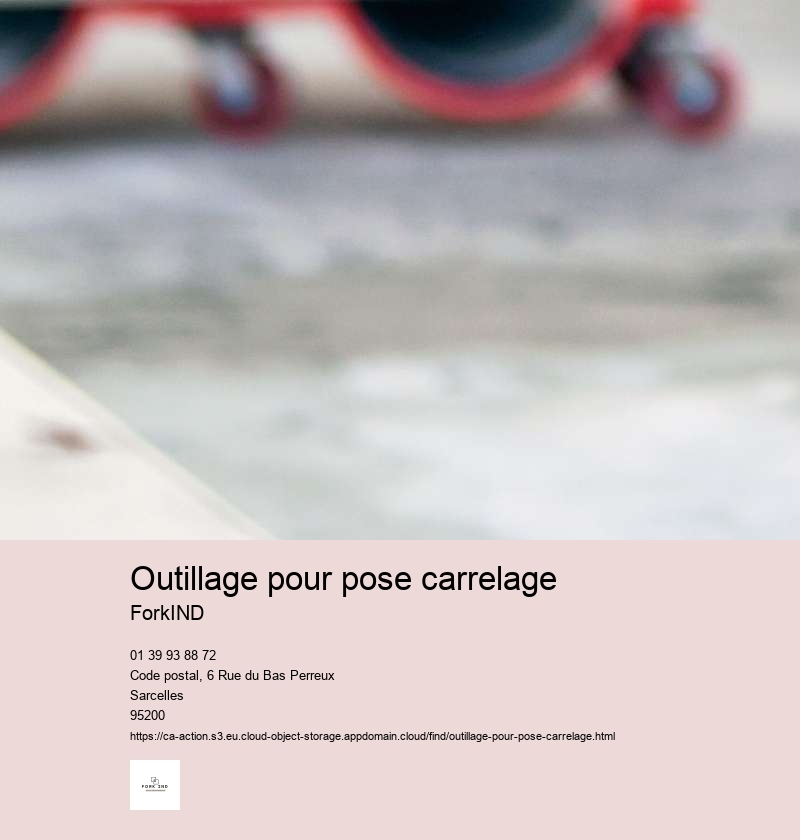 Outillage pour pose carrelage
ForkIND
01 39 93 88 72
Code postal, 6 Rue du Bas Perreux
Sarcelles
95200
https://ca-action.s3.eu.cloud-object-storage.appdomain.cloud/find/outillage-pour-pose-carrelage.html
FORK IND